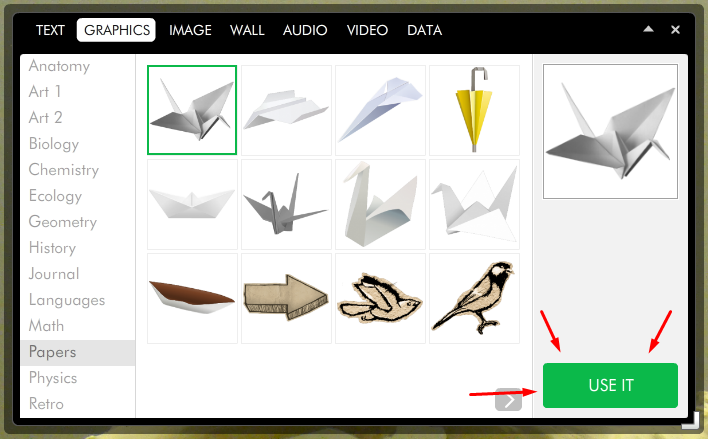 TEXT GRAPHICS IMAGE WALL AUDIO VIDEO DATA
Anatomy
Art 1
Art 2
Biology
Chemistry
Ecology
Geometry
History
Journal
Languages
Math
Papers
Physics
Retro
USE IT